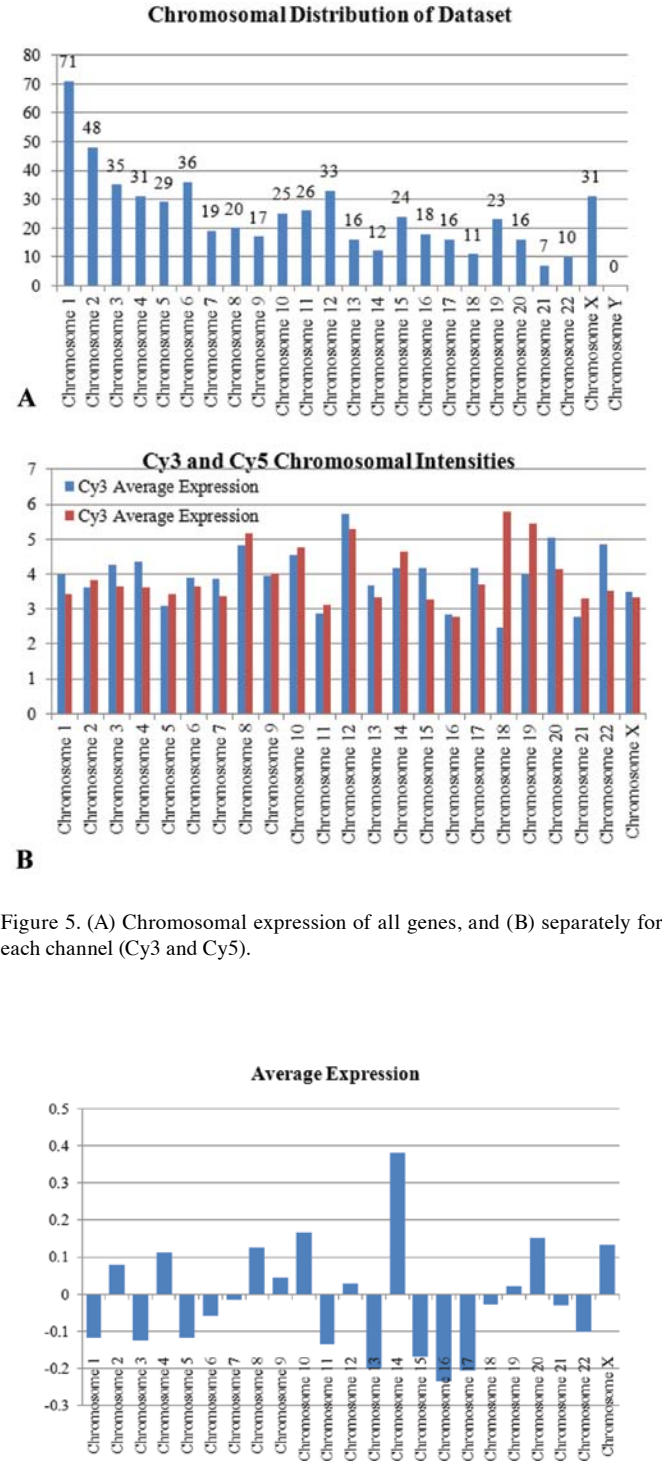 Chromosomal Distribution of Dataset
80
70
60
50
40
30
20
10
0
71
48
35
31
29
36
19
20
17
25
26
33
16
12
24
18
16
11
23
16
7
10
31
0
Chromosome 1
Chromosome 2
Chromosome 3
Chromosome 4
Chromosome 5
Chromosome 6
Chromosome 7
Chromosome 8
Chromosome 9
Chromosome 10
Chromosome 11
Chromosome 12
Chromosome 13
Chromosome 14
Chromosome 15
Chromosome 16
Chromosome 17
Chromosome 18
Chromosome 19
Chromosome 20
Chromosome 21
Chromosome 22
Chromosome X
Chromosome Y
A
Cy3 and Cy5 Chromosomal Intensities
Cy3 Average Expression
Cy3 Average Expression
7
6
5
4
3
2
1
0
Chromosome 1
Chromosome 2
Chromosome 3
Chromosome 4
Chromosome 5
Chromosome 6
Chromosome 7
Chromosome 8
Chromosome 9
Chromosome 10
Chromosome 11
Chromosome 12
Chromosome 13
Chromosome 14
Chromosome 15
Chromosome 16
Chromosome 17
Chromosome 18
Chromosome 19
Chromosome 20
Chromosome 21
Chromosome 22
Chromosome X
B
Figure 5. (A) Chromosomal expression of all genes, and (B) separately for
each channel (Cy3 and Cy5).
Average Expression
0.5
0.4
0.3
0.2
0.1
0
-0.1
-0.2
-0.3
Chromosome 1
Chromosome 2
Chromosome 3
Chromosome 4
Chromosome 5
Chromosome 6
Chromosome 7
Chromosome 8
Chromosome 9
Chromosome 10
Chromosome 11
Chromosome 12
Chromosome 13
Chromosome 14
Chromosome 15
Chromosome 16
Chromosome 17
Chromosome 18
Chromosome 19
Chromosome 20
Chromosome 21
Chromosome 22
Chromosome X